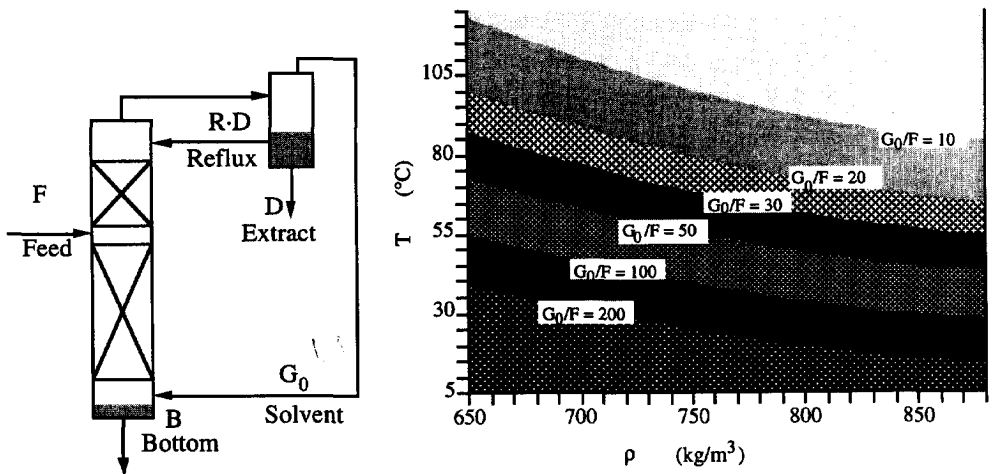 R·D
Reflux
F
Feed
D
Extract
G₀
Solvent
B
Bottom
T (°C)
105
80
55
30
5
G₀/F = 10
G₀/F = 20
G₀/F = 30
G₀/F = 50
G₀/F = 100
G₀/F = 200
650 700 750 800 850
ρ (kg/m³)